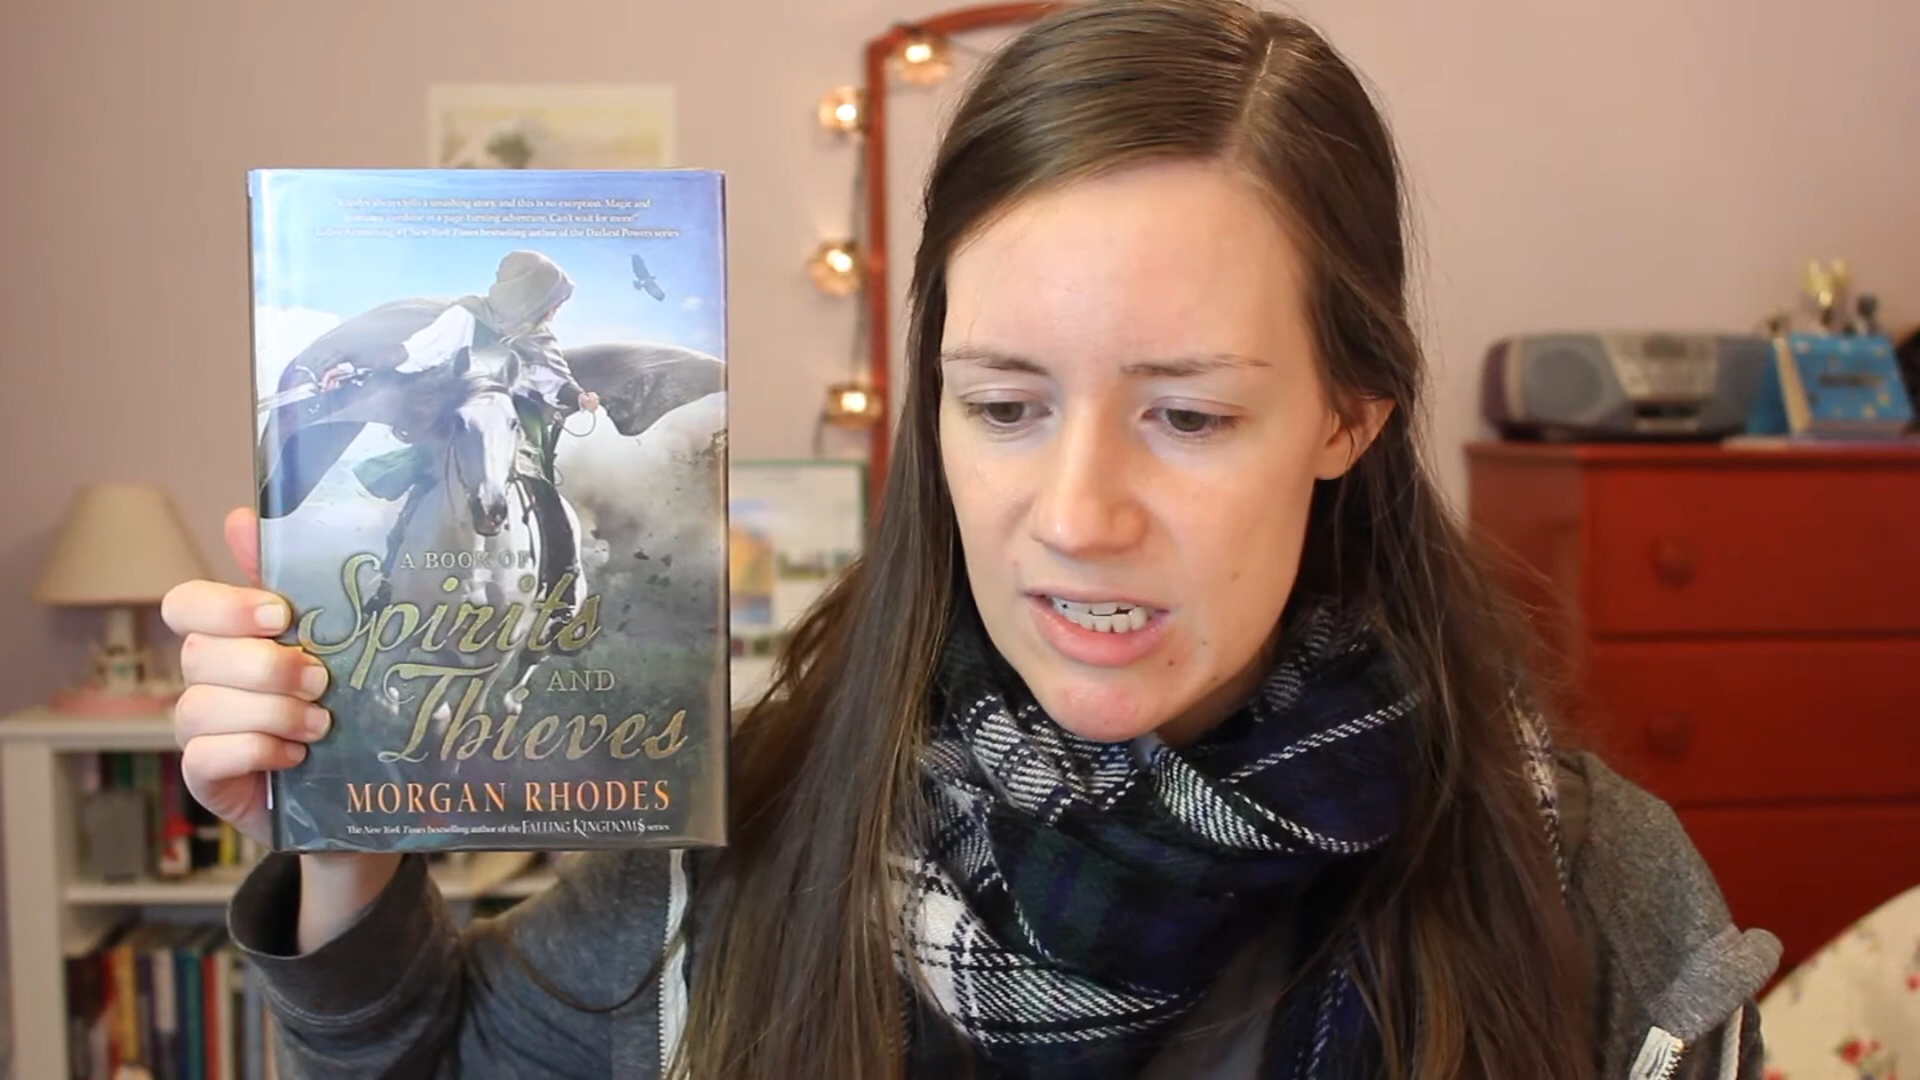 always tells a smashing story, and this is no exception. Magic and
romance combine in a page-turning adventure. Can't wait for more!"
Kelley Armstrong, #1 New York Times bestselling author of the Darkest Powers series
A BOOK OF
Spirits
AND
Thieves
MORGAN RHODES
The New York Times bestselling author of the FALLING KINGDOMS series